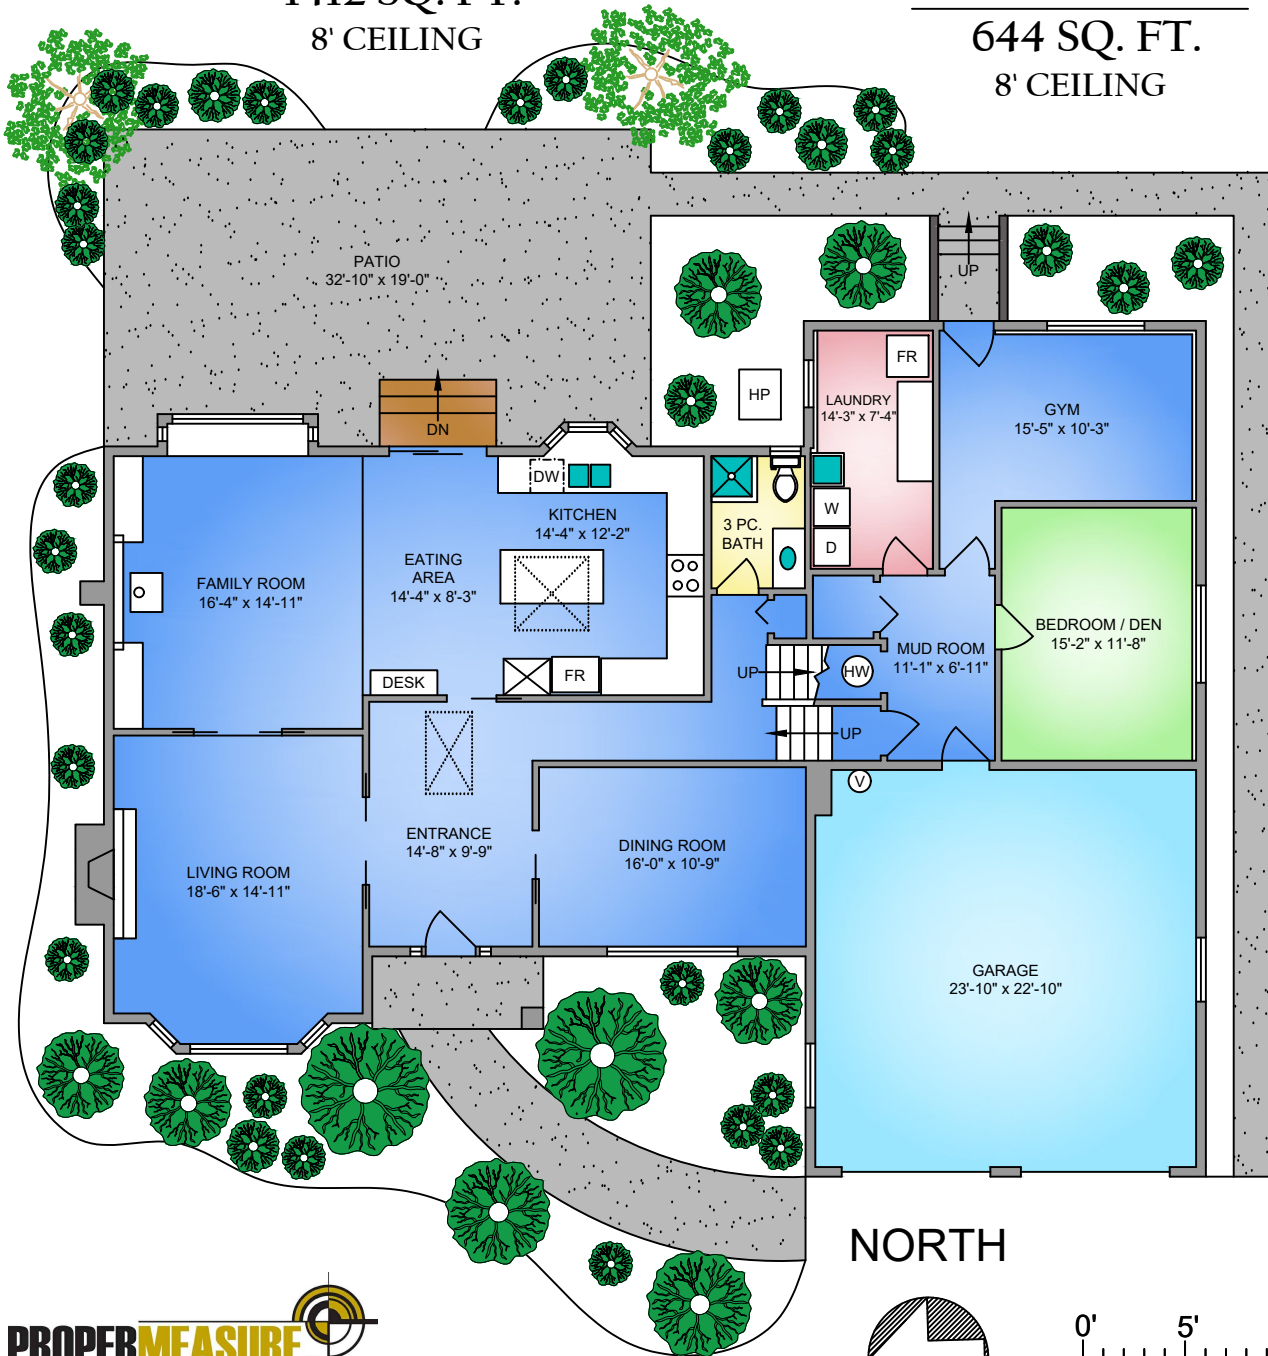 1412 SQ. FT.
8' CEILING
644 SQ. FT.
8' CEILING
PATIO
32'-10" x 19'-0"
UP
HP
FR
LAUNDRY
14'-3" x 7'-4"
GYM
15'-5" x 10'-3"
DN
DW
KITCHEN
14'-4" x 12'-2"
3 PC.
BATH
W
D
EATING
AREA
14'-4" x 8'-3"
FAMILY ROOM
16'-4" x 14'-11"
BEDROOM / DEN
15'-2" x 11'-8"
MUD ROOM
11'-1" x 6'-11"
UP
HW
DESK
FR
UP
V
ENTRANCE
14'-8" x 9'-9"
DINING ROOM
16'-0" x 10'-9"
LIVING ROOM
18'-6" x 14'-11"
GARAGE
23'-10" x 22'-10"
NORTH
0' 5'
PROPERMEASURE